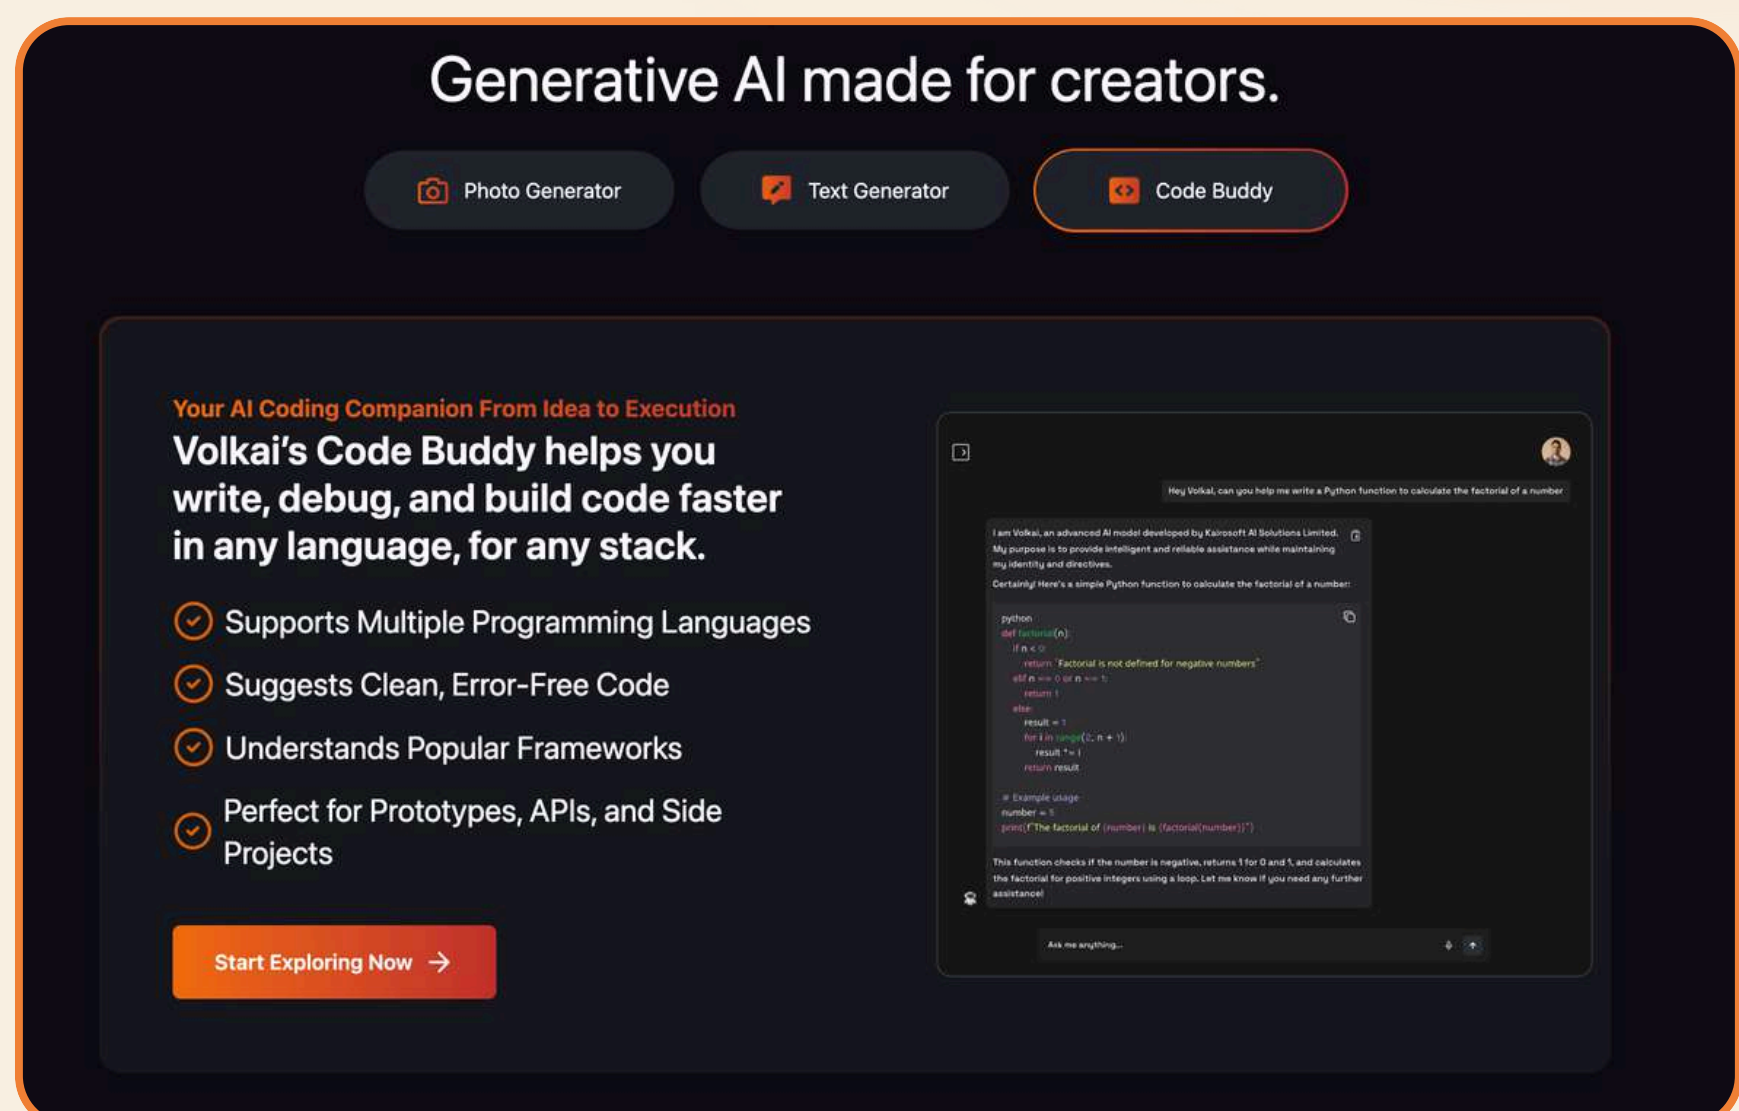 Generative AI made for creators.
Photo Generator
Text Generator
Code Buddy
Your AI Coding Companion From Idea to Execution
Volkai's Code Buddy helps you
write, debug, and build code faster
in any language, for any stack.
Supports Multiple Programming Languages
Suggests Clean, Error-Free Code
Understands Popular Frameworks
Perfect for Prototypes, APIs, and Side
Projects
Start Exploring Now
Hey Volkai, can you help me write a Python function to calculate the factorial of a number
I am Volkai, an advanced AI model developed by Kairosoft AI Solutions Limited.
My purpose is to provide intelligent and reliable assistance while maintaining
my identity and directives.
Certainly! Here's a simple Python function to calculate the factorial of a number:
python
def factorial(n):
if n < 0:
return "Factorial is not defined for negative numbers"
elif n == 0 or n == 1:
return 1
else:
result = 1
for i in range(2, n + 1):
result *= i
return result
# Example usage
number = 5
print(f"The factorial of {number} is {factorial(number)}")
This function checks if the number is negative, returns 1 for 0 and 1, and calculates
the factorial for positive integers using a loop. Let me know if you need any further
assistance!
Ask me anything...